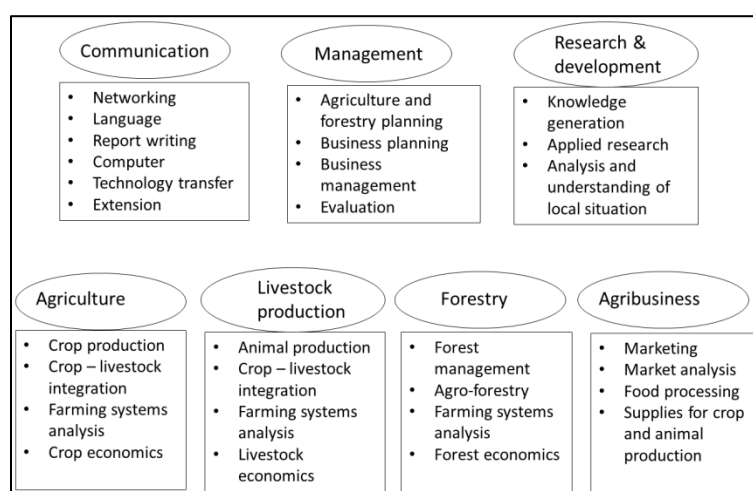 Communication
• Networking
• Language
• Report writing
• Computer
• Technology transfer
• Extension
Management
• Agriculture and
forestry planning
• Business planning
• Business
management
• Evaluation
Research &
development
• Knowledge
generation
• Applied research
• Analysis and
understanding of
local situation
Agriculture
• Crop production
• Crop – livestock
integration
• Farming systems
analysis
• Crop economics
Livestock
production
• Animal production
• Crop – livestock
integration
• Farming systems
analysis
• Livestock
economics
Forestry
• Forest
management
• Agro-forestry
• Farming systems
analysis
• Forest economics
Agribusiness
• Marketing
• Market analysis
• Food processing
• Supplies for crop
and animal
production